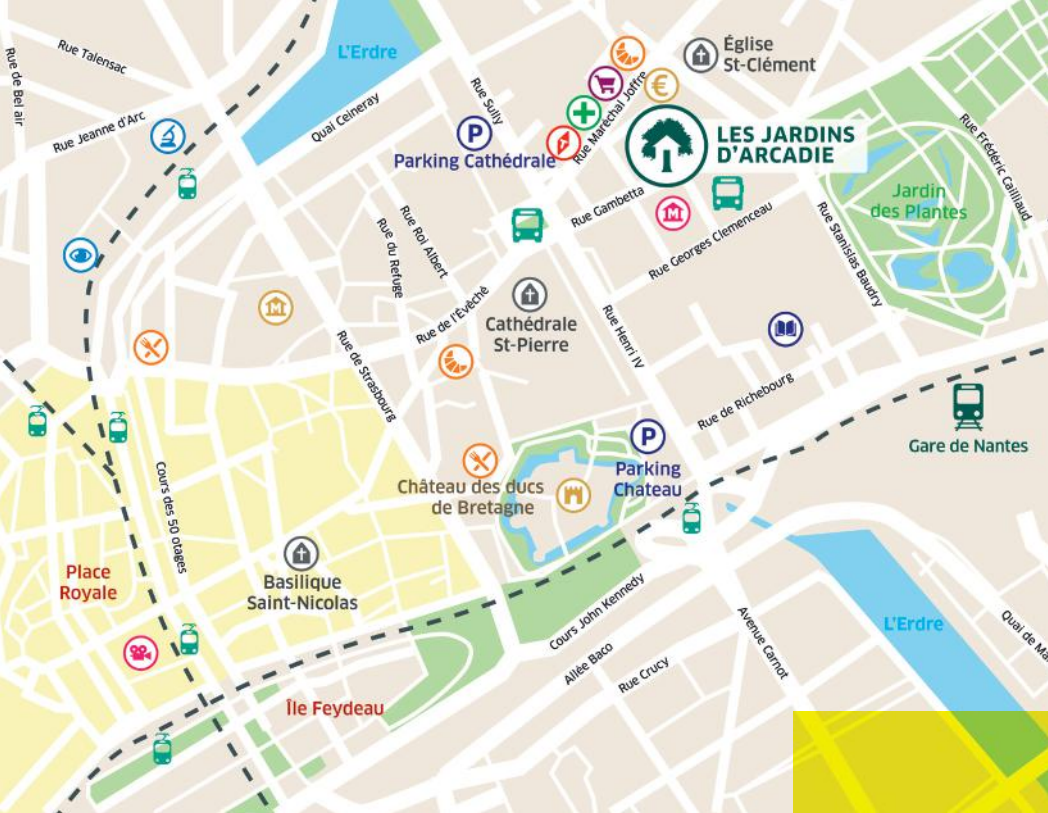 Rue de Bel air
Rue Talensac
L'Erdre
Rue Jeanne d'Arc
Quai Ceineray
Rue Sully
P
Parking Cathédrale
Rue Maréchal Joffre
€
Église
St-Clément
LES JARDINS
D'ARCADIE
Rue Frédéric Cailliaud
Jardin
des Plantes
Rue Gambetta
M
Rue Georges Clemenceau
Rue Stanislas Baudry
Rue Roi Albert
Rue du Refuge
Rue de l'Évêché
Cathédrale
St-Pierre
Rue Henri IV
M
Rue de Strasbourg
Rue de Richebourg
Gare de Nantes
P
Parking
Chateau
Château des ducs
de Bretagne
Cours des 50 otages
Place
Royale
Basilique
Saint-Nicolas
Cours John Kennedy
Allée Baco
Rue Crucy
Avenue Carnot
L'Erdre
Quai de Ma
Île Feydeau